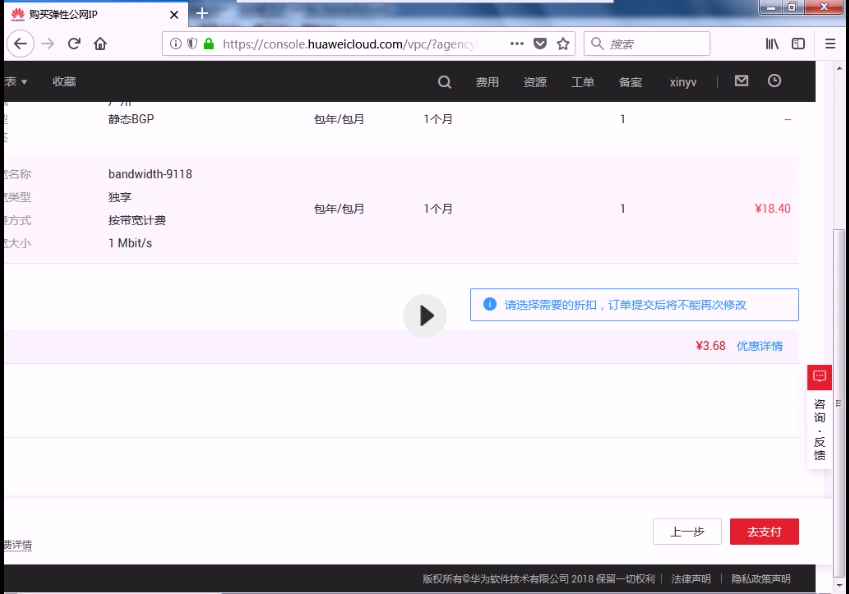 购买弹性公网IP
https://console.huaweicloud.com/vpc/?agency
搜索
表 收藏 费用 资源 工单 备案 xinyv
广州
静态BGP 包年/包月 1个月 1 --
宽名称 bandwidth-9118
宽类型 独享
费方式 按带宽计费 包年/包月 1个月 1 ¥18.40
宽大小 1 Mbit/s
请选择需要的折扣，订单提交后将不能再次修改
¥3.68 优惠详情
咨询·反馈
上一步 去支付
费详情
版权所有©华为软件技术有限公司 2018 保留一切权利 | 法律声明 | 隐私政策声明